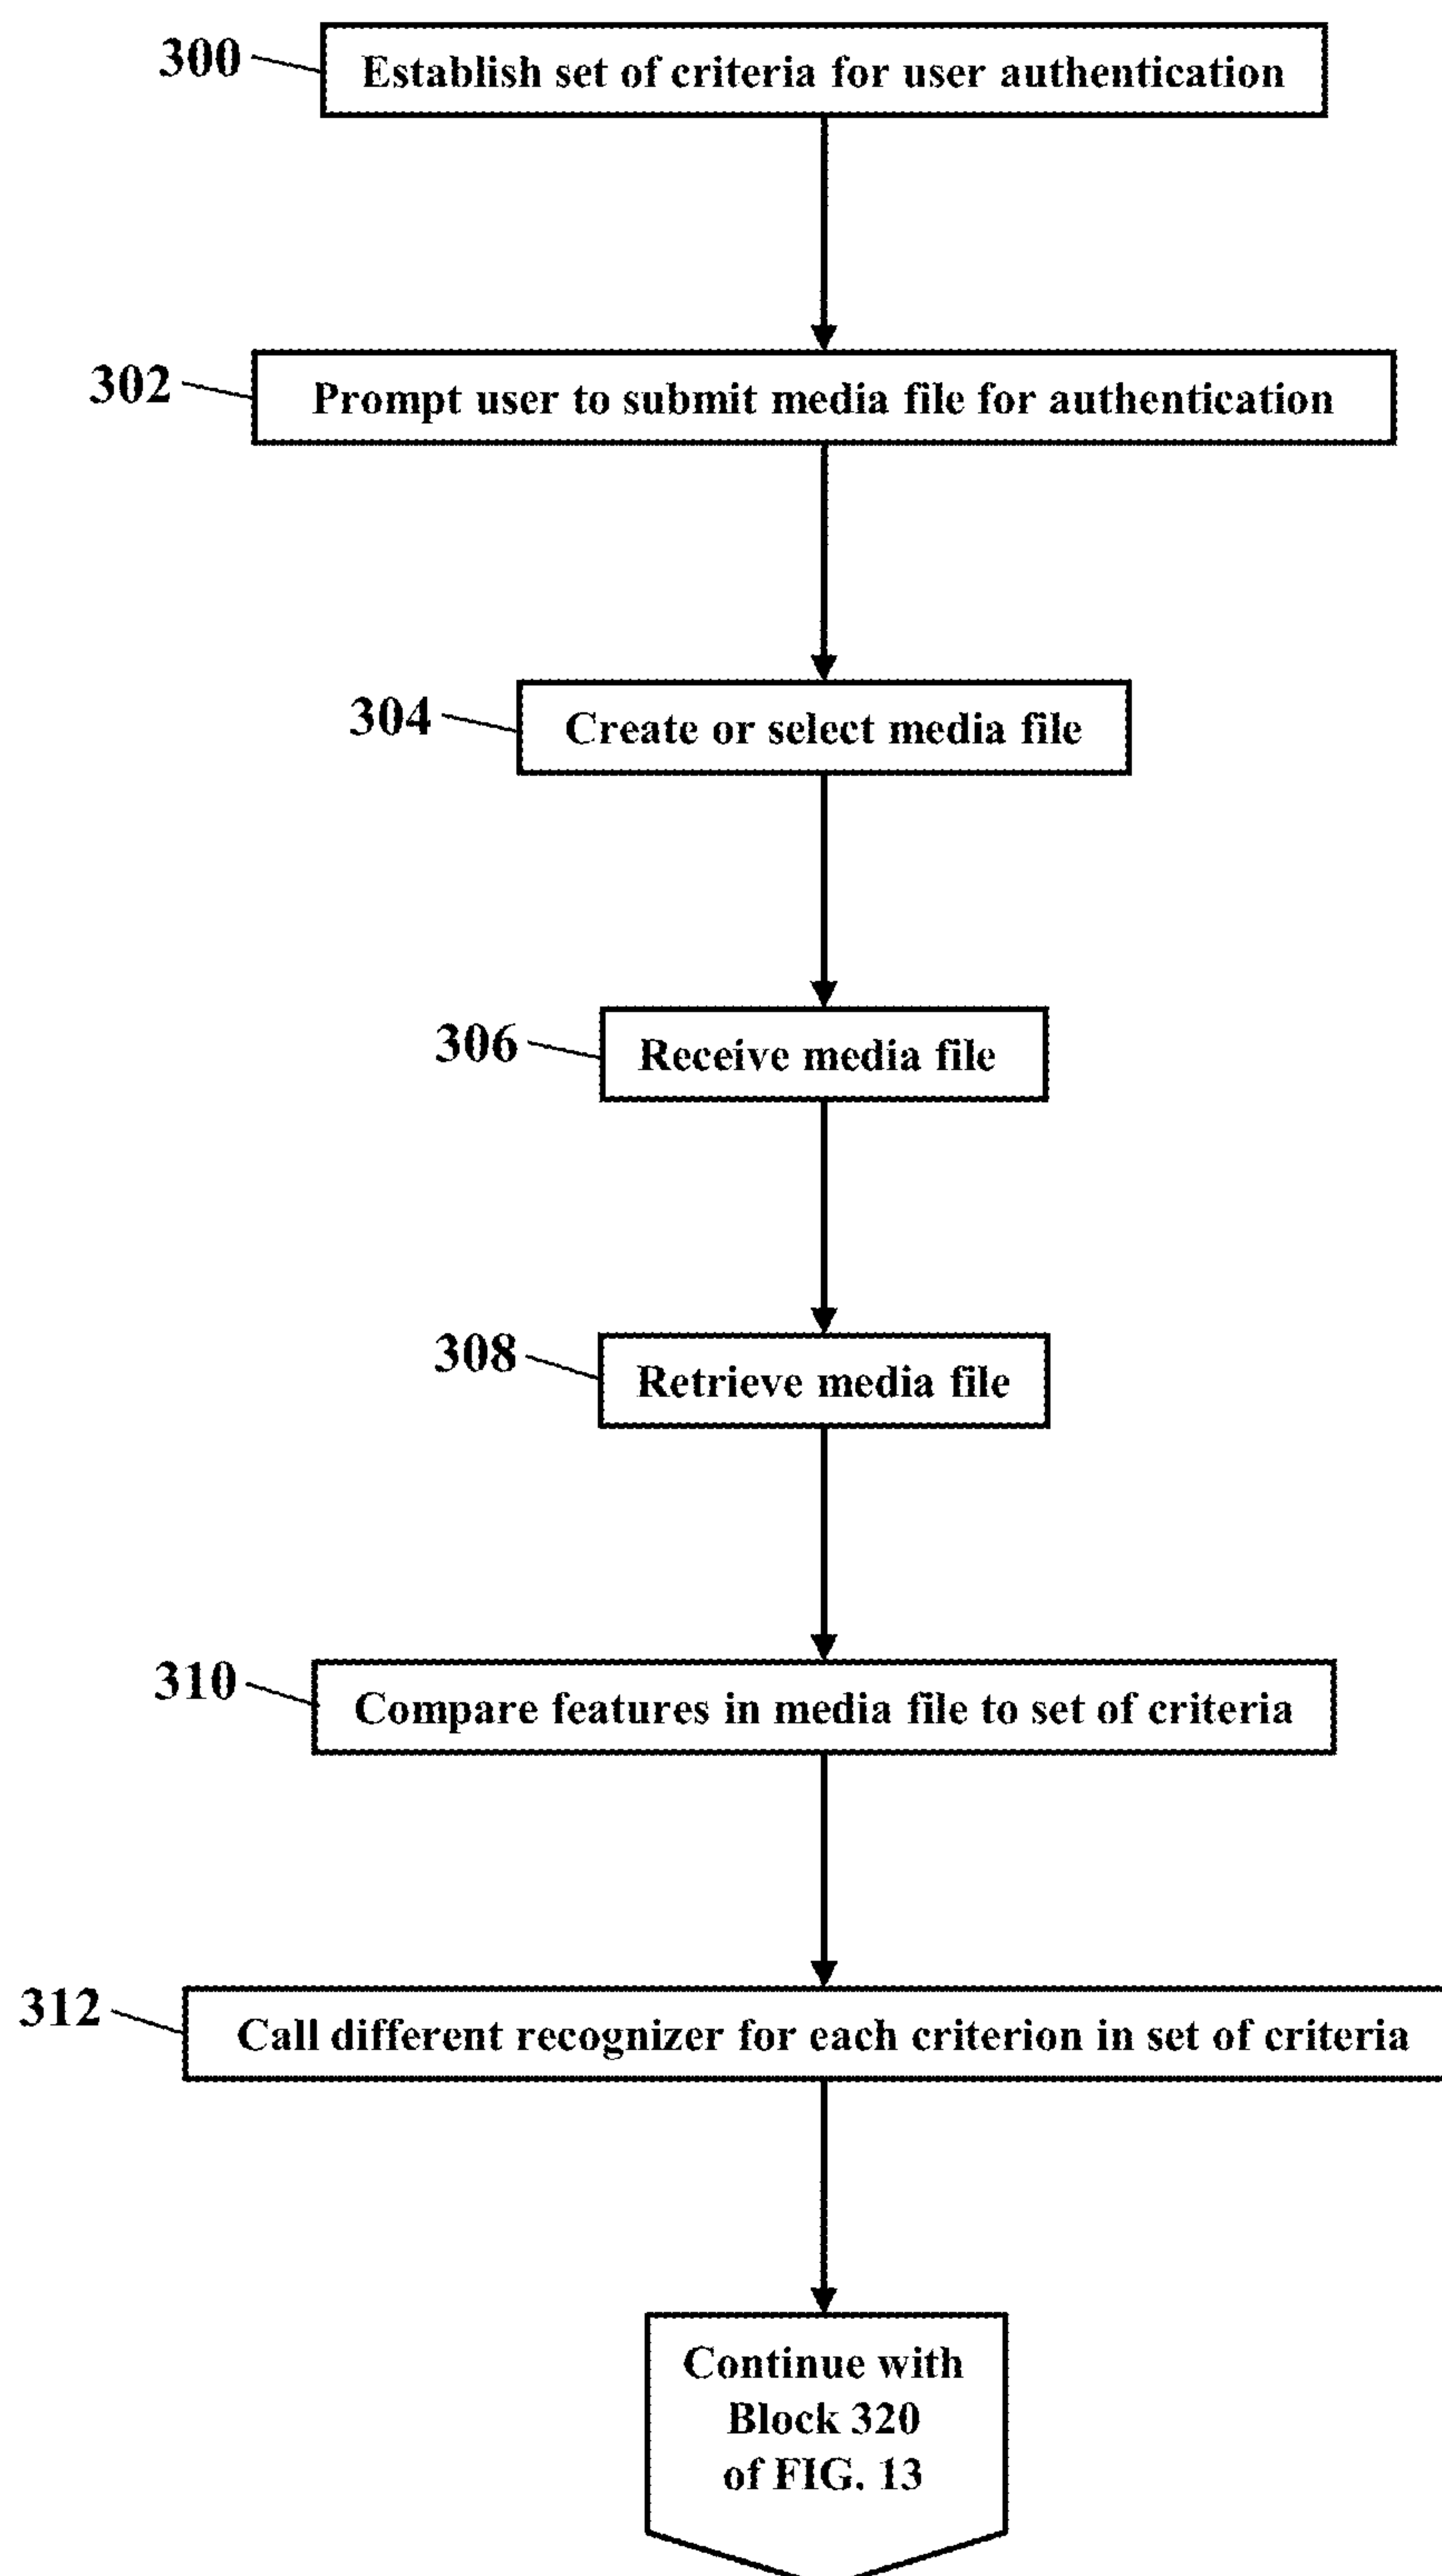 300
Establish set of criteria for user authentication
302
Prompt user to submit media file for authentication
304
Create or select media file
306
Receive media file
308
Retrieve media file
310
Compare features in media file to set of criteria
312
Call different recognizer for each criterion in set of criteria
Continue with
Block 320
of FIG. 13